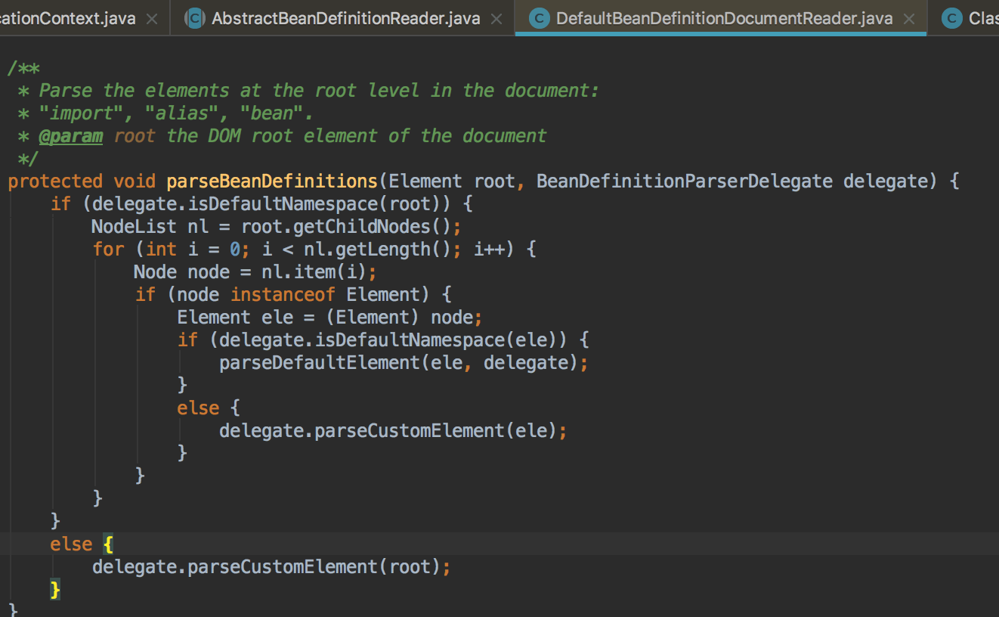 cationContext.java × C AbstractBeanDefinitionReader.java × C DefaultBeanDefinitionDocumentReader.java × C Clas
/**
 * Parse the elements at the root level in the document:
 * "import", "alias", "bean".
 * @param root the DOM root element of the document
 */
protected void parseBeanDefinitions(Element root, BeanDefinitionParserDelegate delegate) {
    if (delegate.isDefaultNamespace(root)) {
        NodeList nl = root.getChildNodes();
        for (int i = 0; i < nl.getLength(); i++) {
            Node node = nl.item(i);
            if (node instanceof Element) {
                Element ele = (Element) node;
                if (delegate.isDefaultNamespace(ele)) {
                    parseDefaultElement(ele, delegate);
                }
                else {
                    delegate.parseCustomElement(ele);
                }
            }
        }
    }
    else {
        delegate.parseCustomElement(root);
    }
}